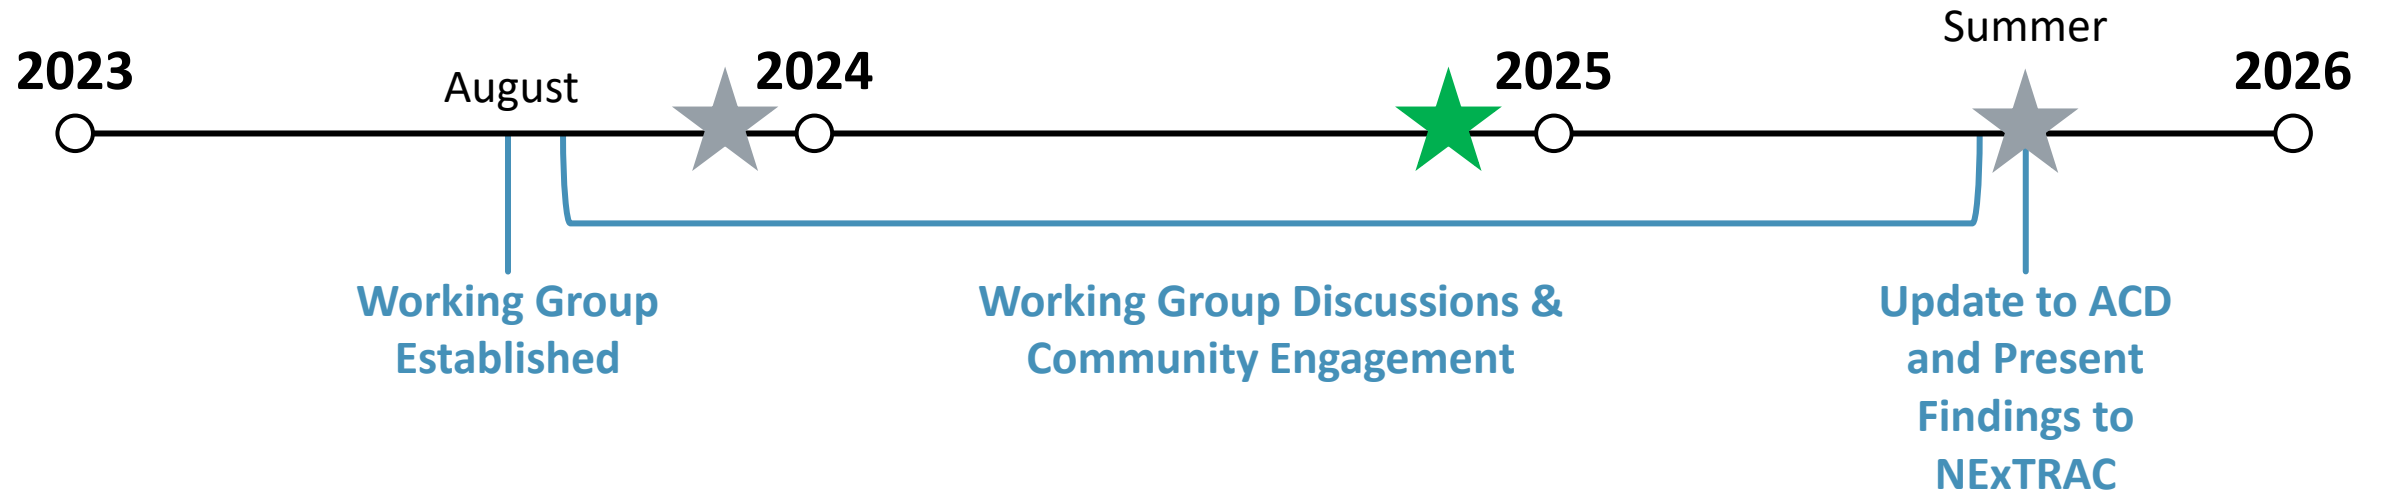 2023
August
2024
2025
Summer
2026
Working Group
Established
Working Group Discussions &
Community Engagement
Update to ACD
and Present
Findings to
NExTRAC